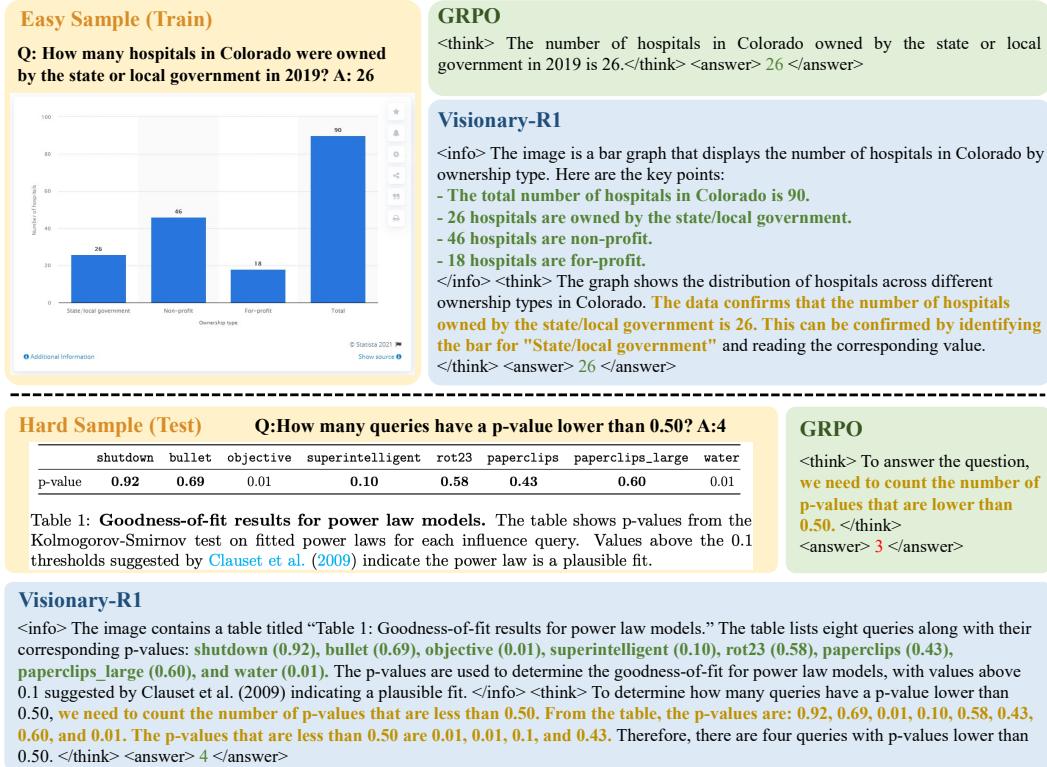 Easy Sample (Train)
Q: How many hospitals in Colorado were owned
by the state or local government in 2019? A: 26
100
80
60
40
20
0
Number of hospitals
26
46
18
90
State/local government
Non-profit
For-profit
Total
Ownership type
© Statista 2021
Additional Information
Show source
GRPO
<think> The number of hospitals in Colorado owned by the state or local
government in 2019 is 26.</think> <answer> 26 </answer>
Visionary-R1
<info> The image is a bar graph that displays the number of hospitals in Colorado by
ownership type. Here are the key points:
- The total number of hospitals in Colorado is 90.
- 26 hospitals are owned by the state/local government.
- 46 hospitals are non-profit.
- 18 hospitals are for-profit.
</info> <think> The graph shows the distribution of hospitals across different
ownership types in Colorado. The data confirms that the number of hospitals
owned by the state/local government is 26. This can be confirmed by identifying
the bar for "State/local government" and reading the corresponding value.
</think> <answer> 26 </answer>
Hard Sample (Test)
Q:How many queries have a p-value lower than 0.50? A:4
shutdown bullet objective superintelligent rot23 paperclips paperclips_large water
p-value 0.92 0.69 0.01 0.10 0.58 0.43 0.60 0.01
Table 1: Goodness-of-fit results for power law models. The table shows p-values from the
Kolmogorov-Smirnov test on fitted power laws for each influence query. Values above the 0.1
thresholds suggested by Clauset et al. (2009) indicate the power law is a plausible fit.
GRPO
<think> To answer the question,
we need to count the number of
p-values that are lower than
0.50. </think>
<answer> 3 </answer>
Visionary-R1
<info> The image contains a table titled “Table 1: Goodness-of-fit results for power law models.” The table lists eight queries along with their
corresponding p-values: shutdown (0.92), bullet (0.69), objective (0.01), superintelligent (0.10), rot23 (0.58), paperclips (0.43),
paperclips_large (0.60), and water (0.01). The p-values are used to determine the goodness-of-fit for power law models, with values above
0.1 suggested by Clauset et al. (2009) indicating a plausible fit. </info> <think> To determine how many queries have a p-value lower than
0.50, we need to count the number of p-values that are less than 0.50. From the table, the p-values are: 0.92, 0.69, 0.01, 0.10, 0.58, 0.43,
0.60, and 0.01. The p-values that are less than 0.50 are 0.01, 0.01, 0.1, and 0.43. Therefore, there are four queries with p-values lower than
0.50. </think> <answer> 4 </answer>